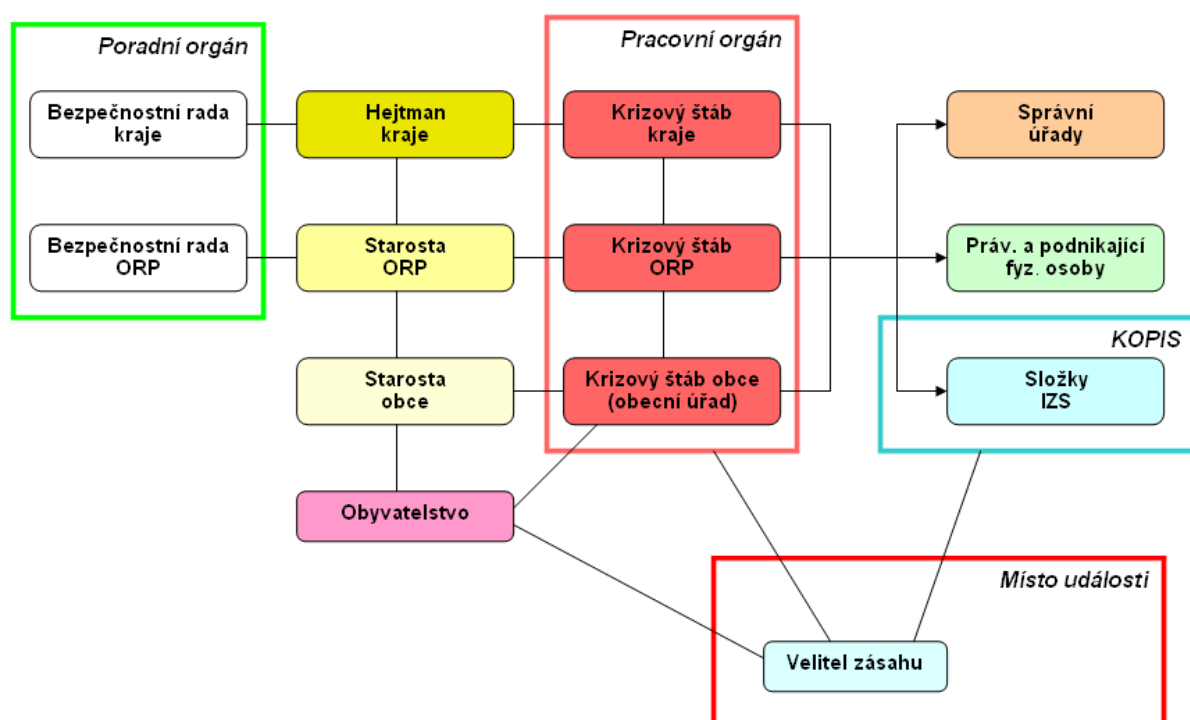 Poradní orgán
Pracovní orgán
Bezpečnostní rada
kraje
Hejtman
kraje
Krizový štáb
kraje
Správní
úřady
Bezpečnostní rada
ORP
Starosta
ORP
Krizový štáb
ORP
Práv. a podnikající
fyz. osoby
KOPIS
Starosta
obce
Krizový štáb obce
(obecní úřad)
Složky
IZS
Obyvatelstvo
Místo události
Velitel zásahu